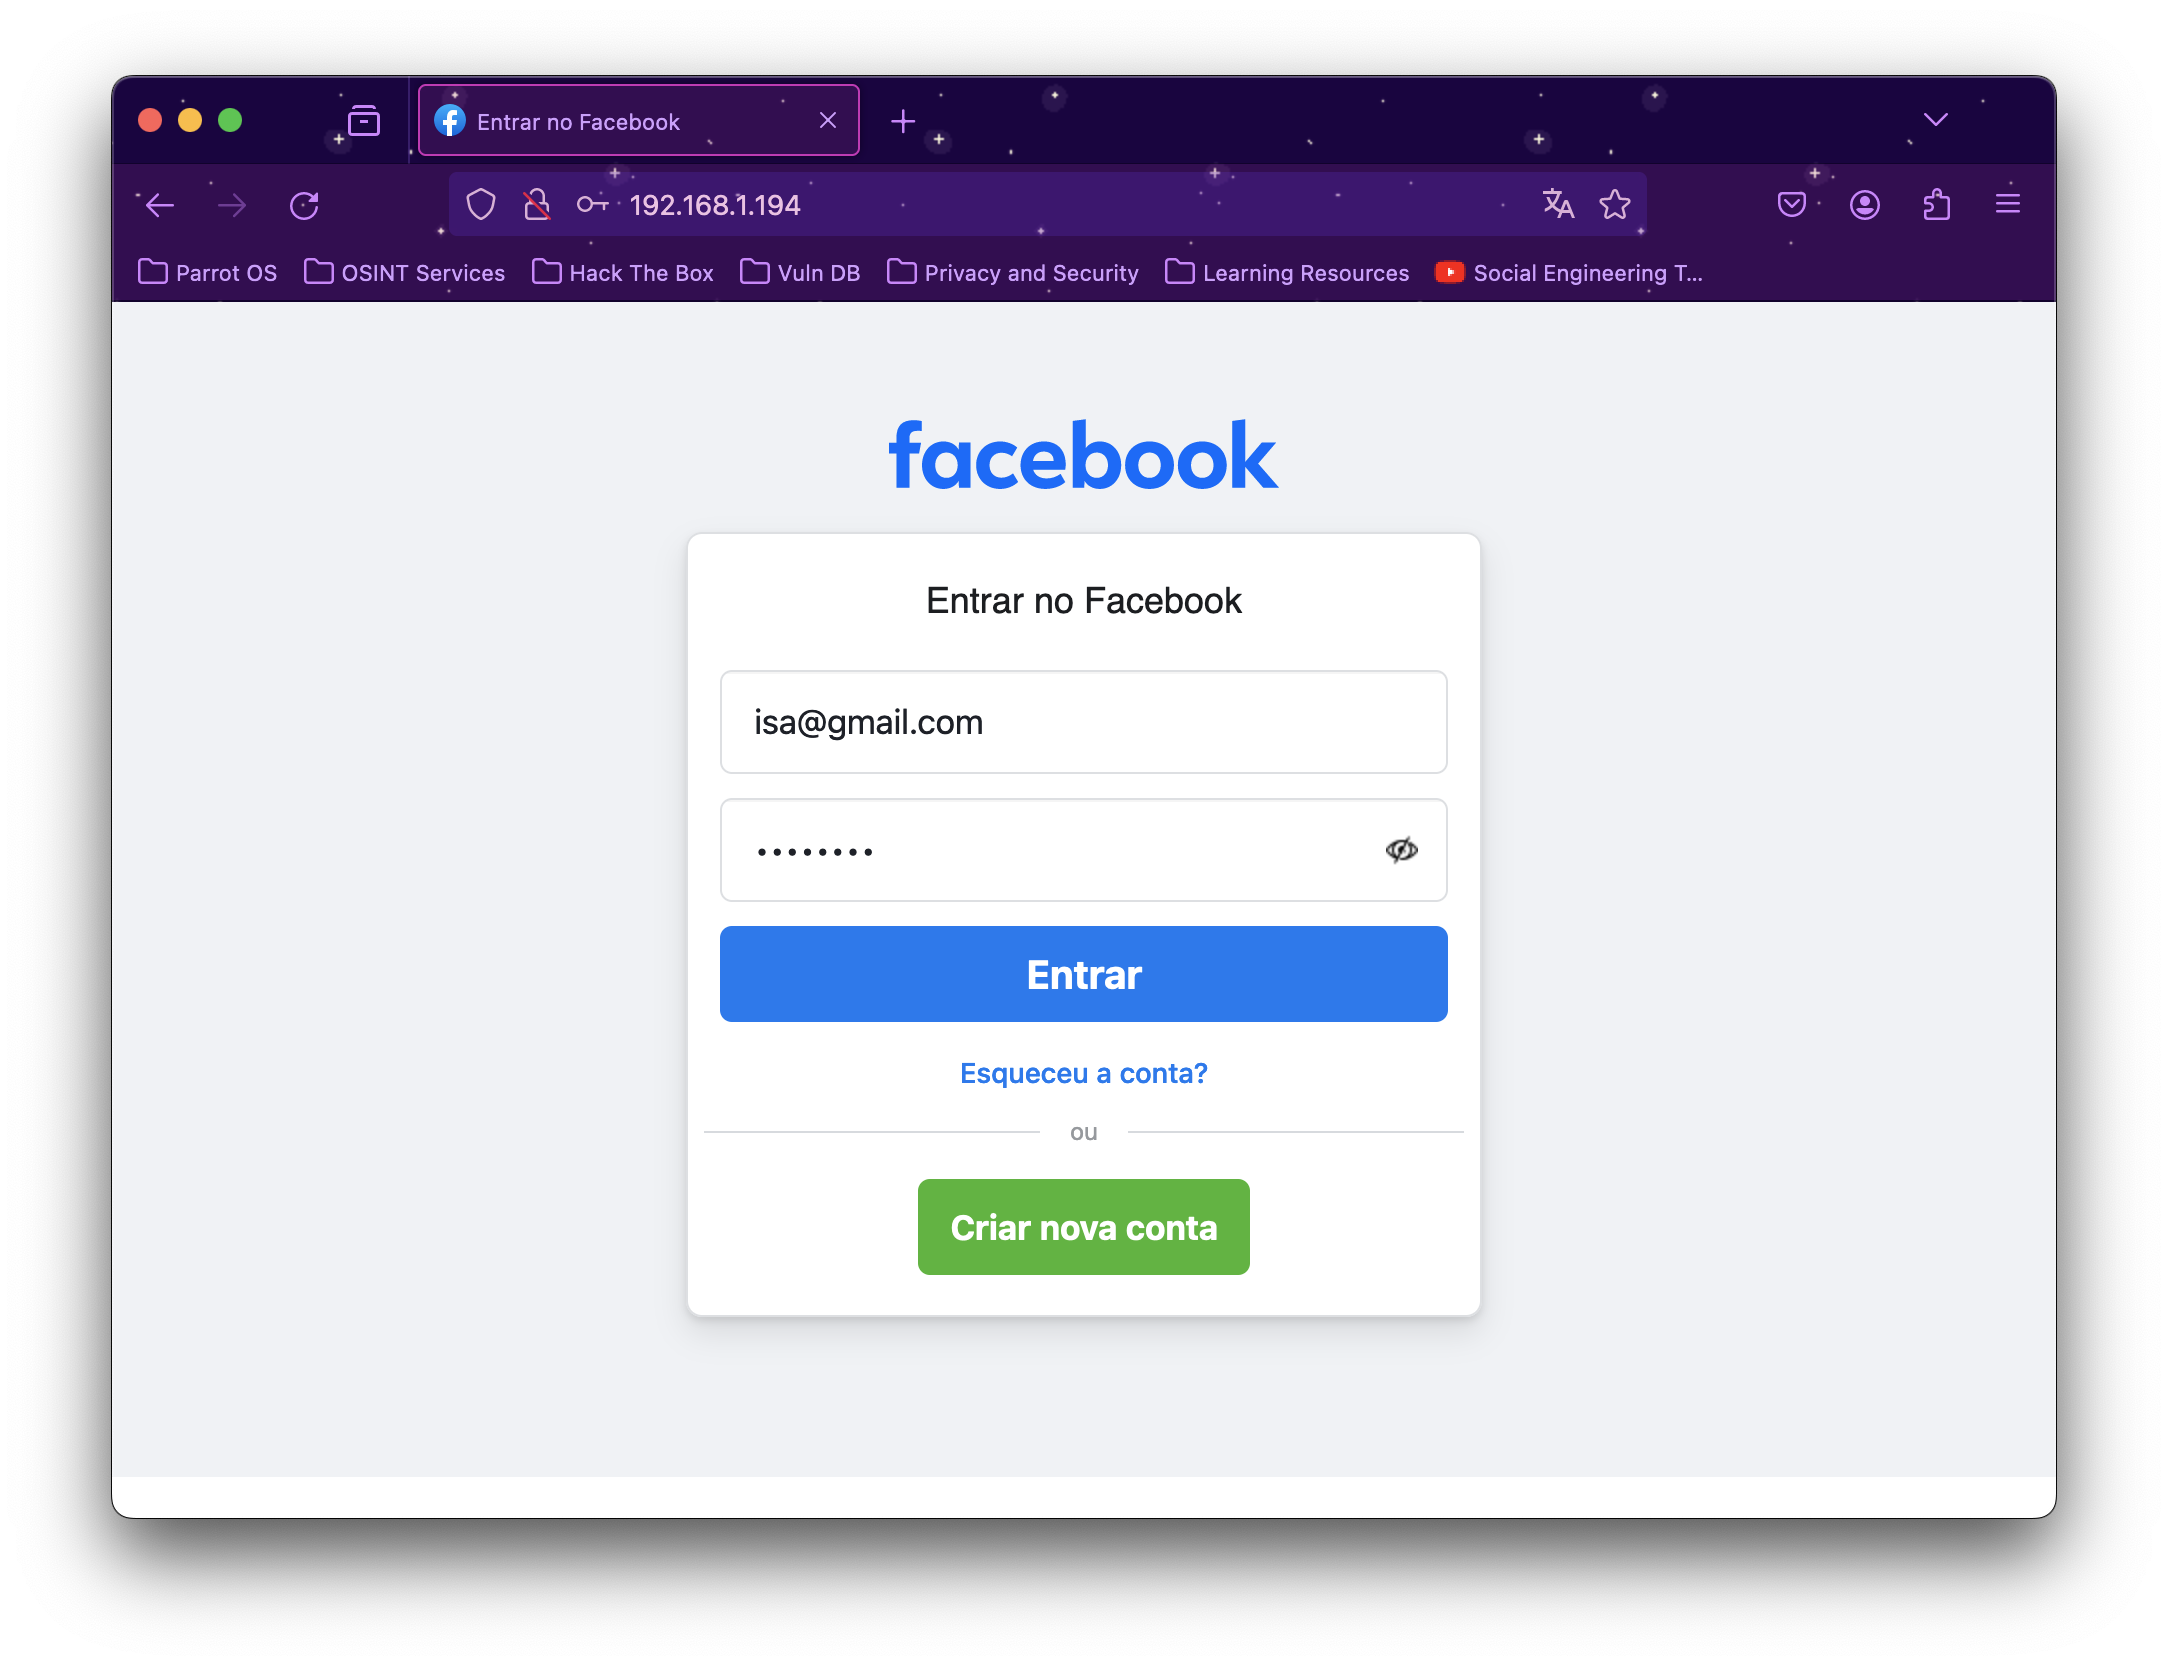 Entrar no Facebook
192.168.1.194
Parrot OS OSINT Services Hack The Box Vuln DB Privacy and Security Learning Resources Social Engineering T...
facebook
Entrar no Facebook
isa@gmail.com
••••••••
Entrar
Esqueceu a conta?
ou
Criar nova conta